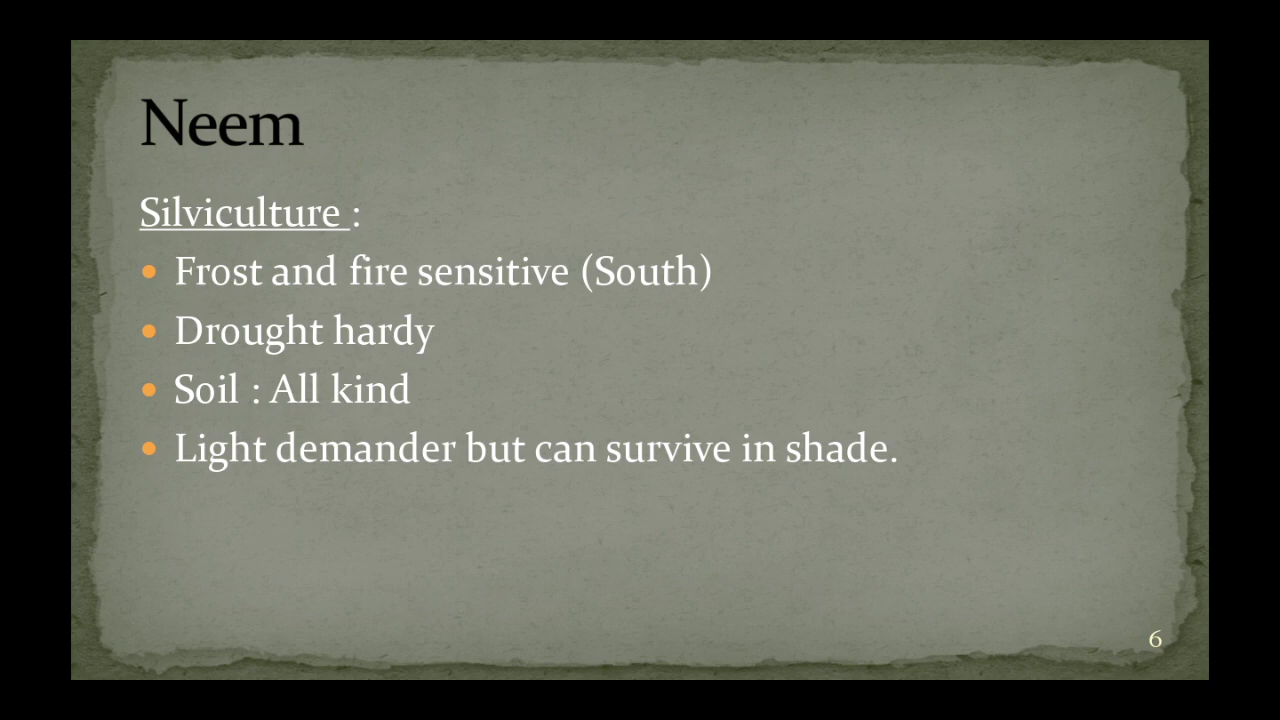 Neem
Silviculture :
• Frost and fire sensitive (South)
• Drought hardy
• Soil : All kind
• Light demander but can survive in shade.
6